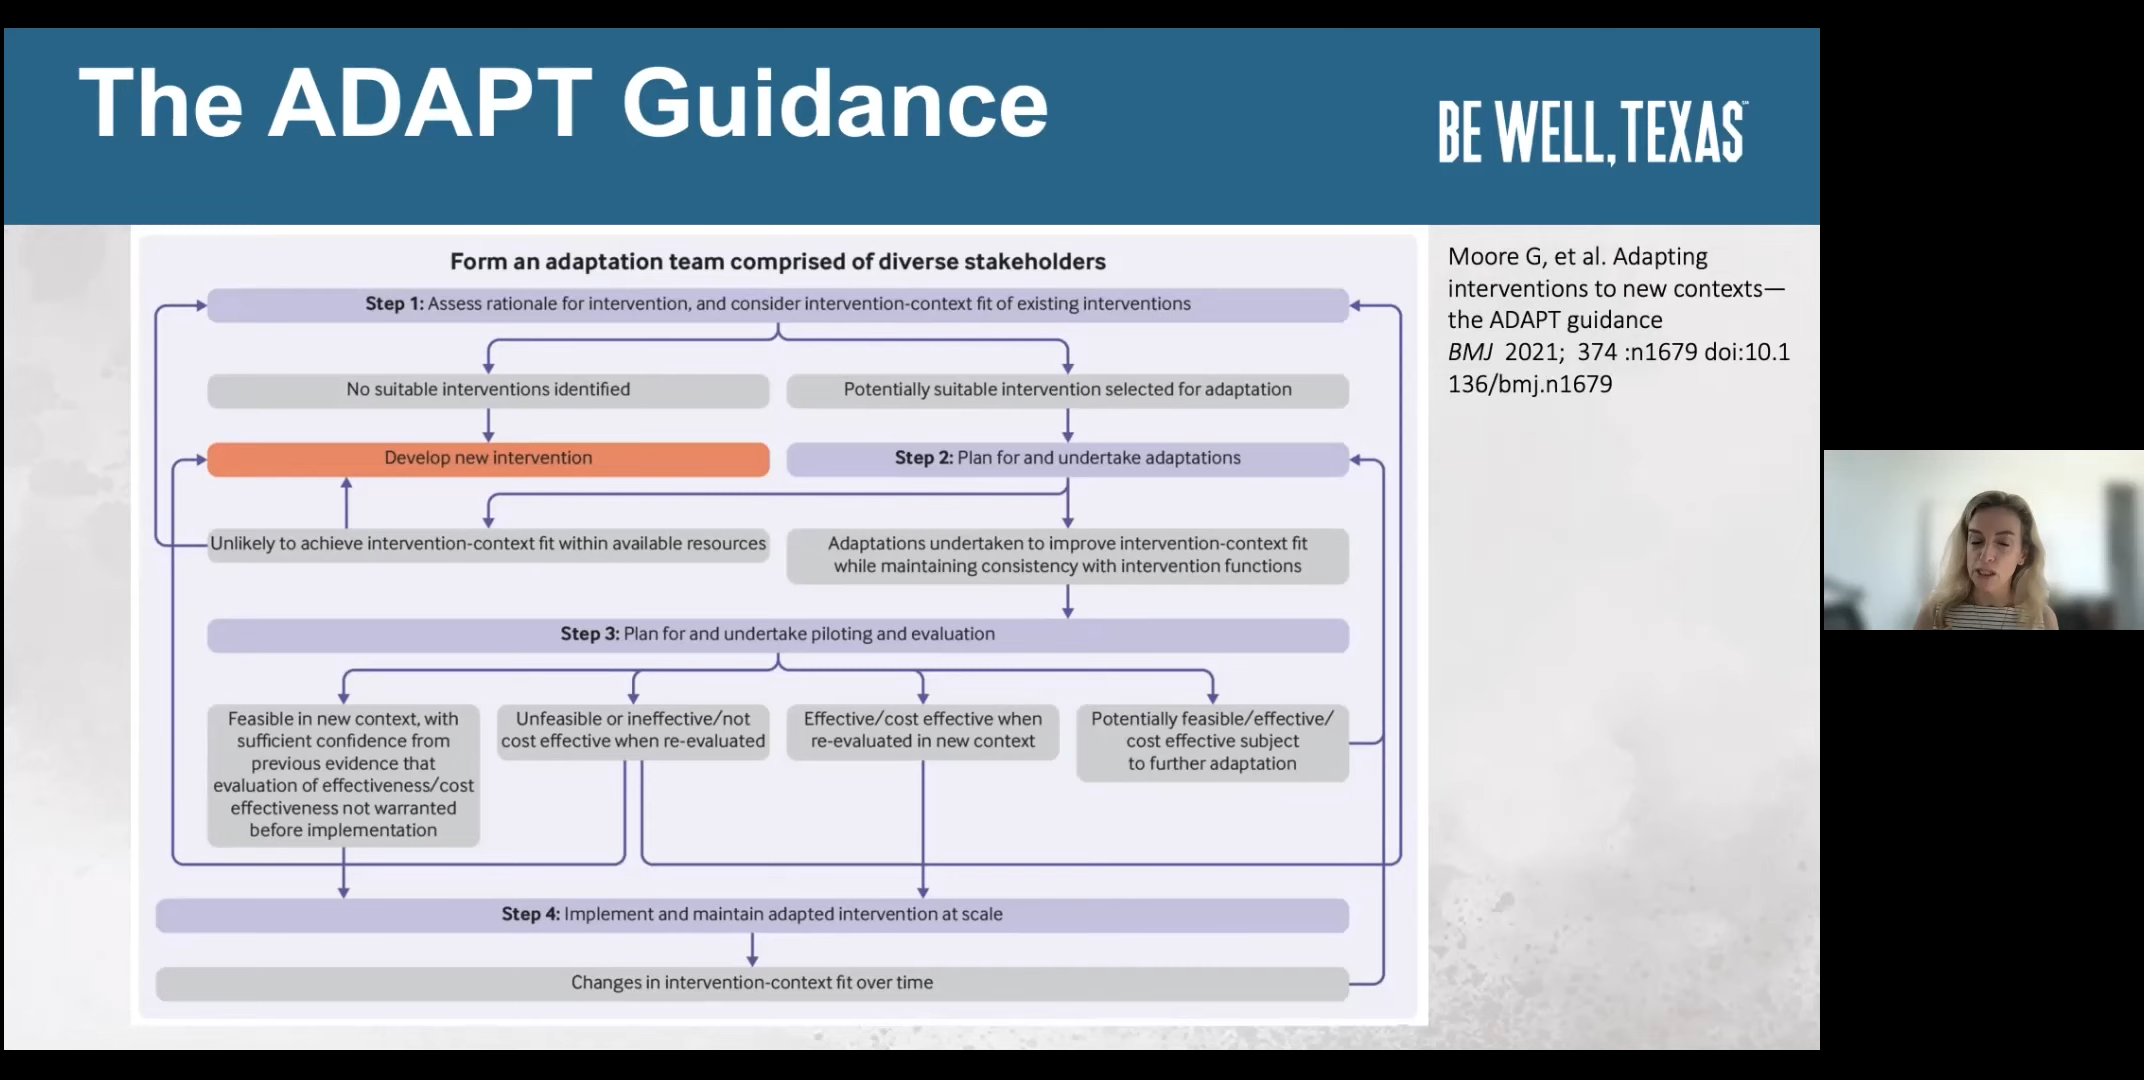 The ADAPT Guidance
BE WELL, TEXAS
Form an adaptation team comprised of diverse stakeholders
Step 1: Assess rationale for intervention, and consider intervention-context fit of existing interventions
No suitable interventions identified
Potentially suitable intervention selected for adaptation
Develop new intervention
Step 2: Plan for and undertake adaptations
Unlikely to achieve intervention-context fit within available resources
Adaptations undertaken to improve intervention-context fit
while maintaining consistency with intervention functions
Step 3: Plan for and undertake piloting and evaluation
Feasible in new context, with
sufficient confidence from
previous evidence that
evaluation of effectiveness/cost
effectiveness not warranted
before implementation
Unfeasible or ineffective/not
cost effective when re-evaluated
Effective/cost effective when
re-evaluated in new context
Potentially feasible/effective/
cost effective subject
to further adaptation
Step 4: Implement and maintain adapted intervention at scale
Changes in intervention-context fit over time
Moore G, et al. Adapting
interventions to new contexts—
the ADAPT guidance
BMJ 2021; 374 :n1679 doi:10.1
136/bmj.n1679